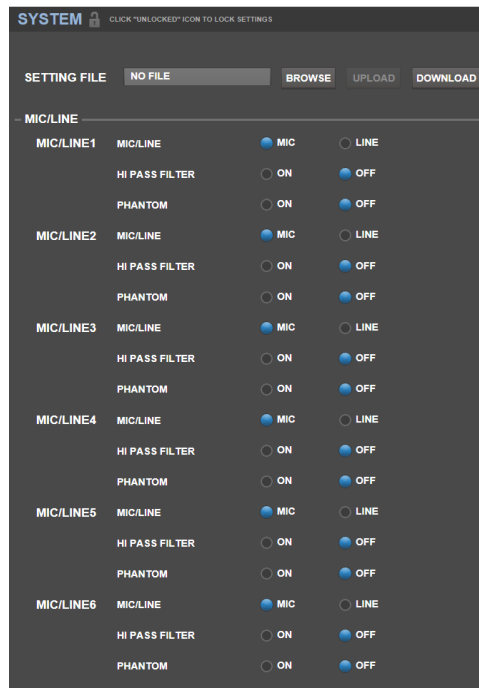 SYSTEM CLICK "UNLOCKED" ICON TO LOCK SETTINGS
SETTING FILE NO FILE BROWSE UPLOAD DOWNLOAD
MIC/LINE
MIC/LINE1 MIC/LINE MIC LINE
HI PASS FILTER ON OFF
PHANTOM ON OFF
MIC/LINE2 MIC/LINE MIC LINE
HI PASS FILTER ON OFF
PHANTOM ON OFF
MIC/LINE3 MIC/LINE MIC LINE
HI PASS FILTER ON OFF
PHANTOM ON OFF
MIC/LINE4 MIC/LINE MIC LINE
HI PASS FILTER ON OFF
PHANTOM ON OFF
MIC/LINE5 MIC/LINE MIC LINE
HI PASS FILTER ON OFF
PHANTOM ON OFF
MIC/LINE6 MIC/LINE MIC LINE
HI PASS FILTER ON OFF
PHANTOM ON OFF